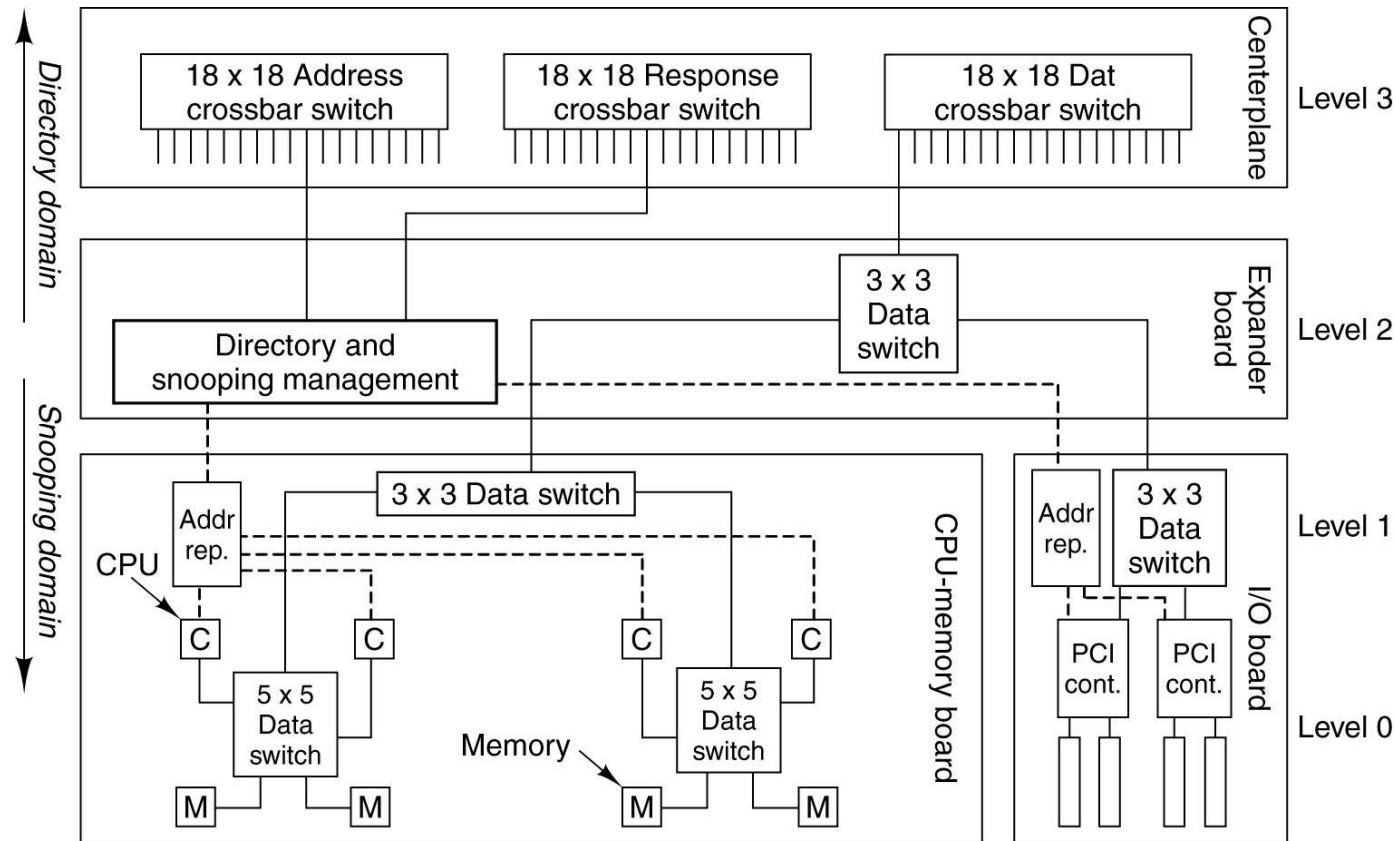 Directory domain
Snooping domain
18 x 18 Address
crossbar switch
18 x 18 Response
crossbar switch
18 x 18 Dat
crossbar switch
Centerplane
Level 3
Directory and
snooping management
3 x 3
Data
switch
Expander
board
Level 2
3 x 3 Data switch
Addr
rep.
CPU
C
C
C
C
5 x 5
Data
switch
5 x 5
Data
switch
Memory
M
M
M
M
CPU-memory board
Addr
rep.
3 x 3
Data
switch
PCI
cont.
PCI
cont.
I/O board
Level 1
Level 0